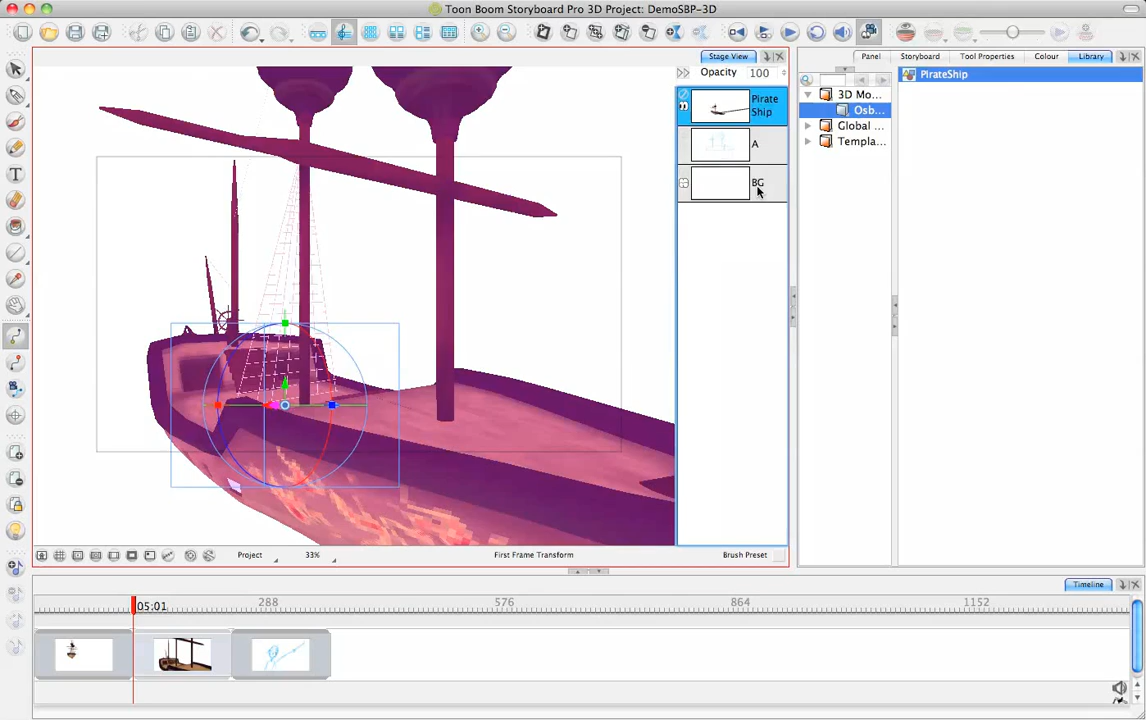 Toon Boom Storyboard Pro 3D Project: DemoSBP-3D
Stage View
Opacity 100
Pirate
Ship
A
BG
Panel
Storyboard
Tool Properties
Colour
Library
3D Mo...
Osb...
Global ...
Templa...
PirateShip
Project
33%
First Frame Transform
Brush Preset
Timeline
05:01
288
576
864
1152